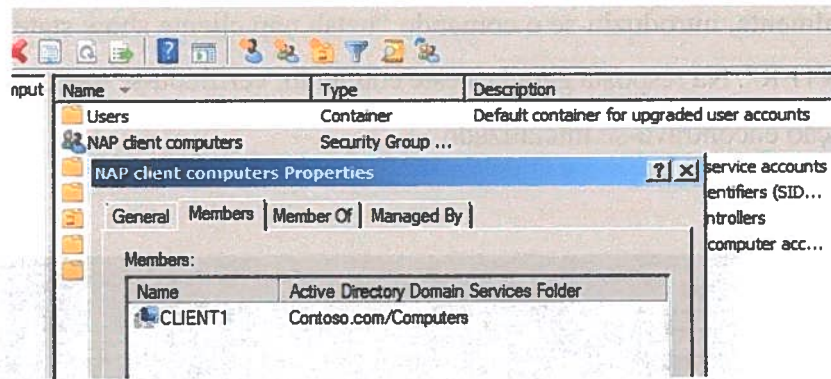 nput
Name
Type
Description
Users
Container
Default container for upgraded user accounts
NAP client computers
Security Group ...
NAP client computers Properties
service accounts
entifiers (SID...
ntrollers
computer acc...
General
Members
Member Of
Managed By
Members:
Name
Active Directory Domain Services Folder
CLIENT1
Contoso.com/Computers